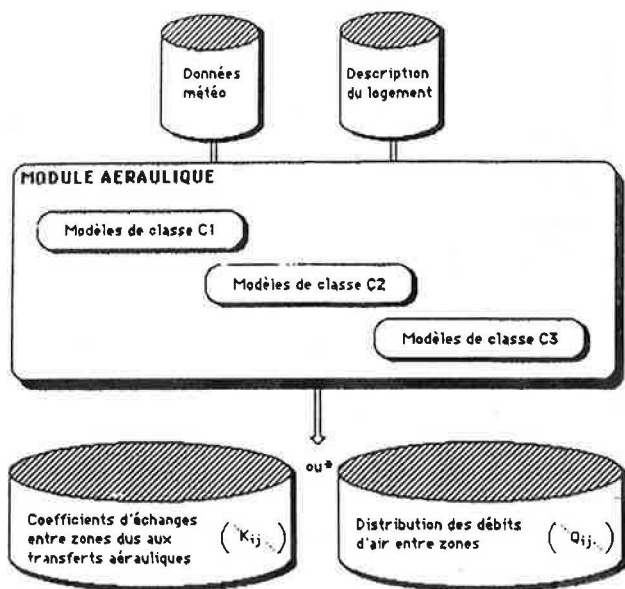 Données
météo
Description
du logement
MODULE AERAULIQUE
Modèles de classe C1
Modèles de classe C2
Modèles de classe C3
ou*
Coefficients d'échanges
entre zones dus aux
transferts aérauliques
( Kij )
Distribution des débits
d'air entre zones
( Qij )